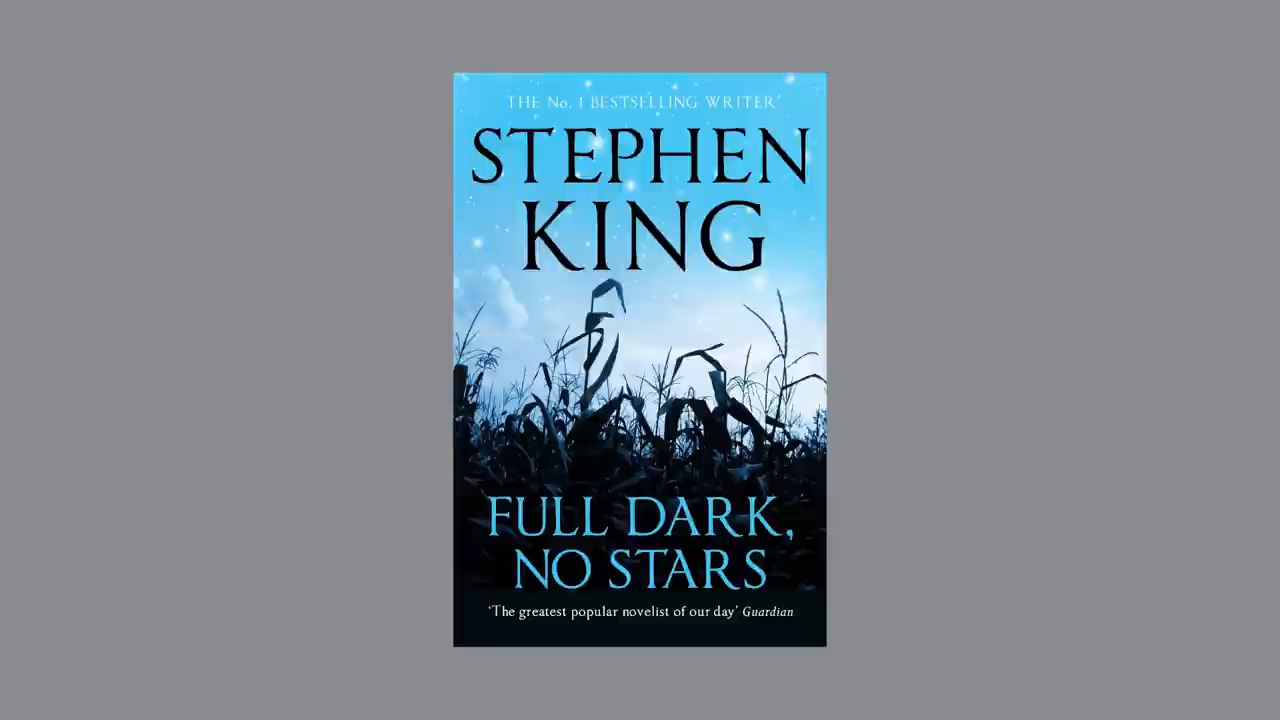 THE No. 1 BESTSELLING WRITER
STEPHEN
KING
FULL DARK,
NO STARS
‘The greatest popular novelist of our day’ Guardian